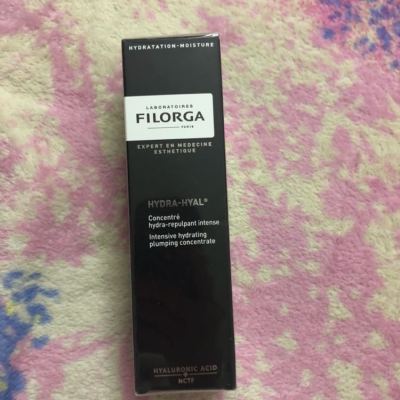 HYDRATATION-MOISTURE
LABORATOIRES
FILORGA
PARIS
EXPERT EN MEDECINE
ESTHETIQUE
HYDRA-HYAL®
Concentré
hydra-repulpant intense
Intensive hydrating
plumping concentrate
HYALURONIC ACID
+
NCTF